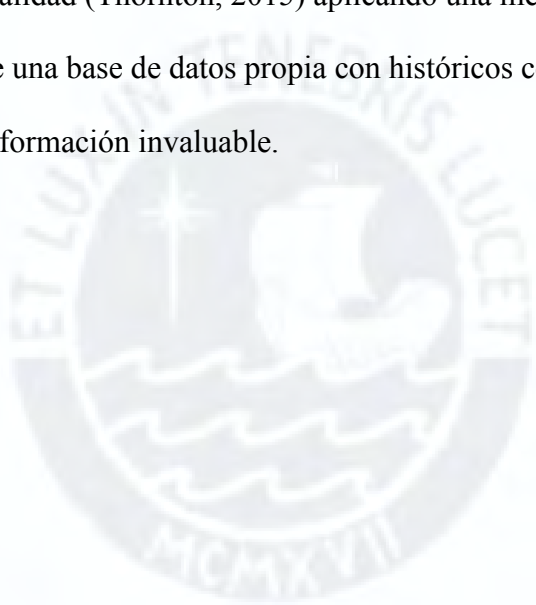 alidad (Thornton, 2015) aplicando una me
e una base de datos propia con históricos c
formación invaluable.
ET LUX IN TENEBRIS LUCET
MCMXVII